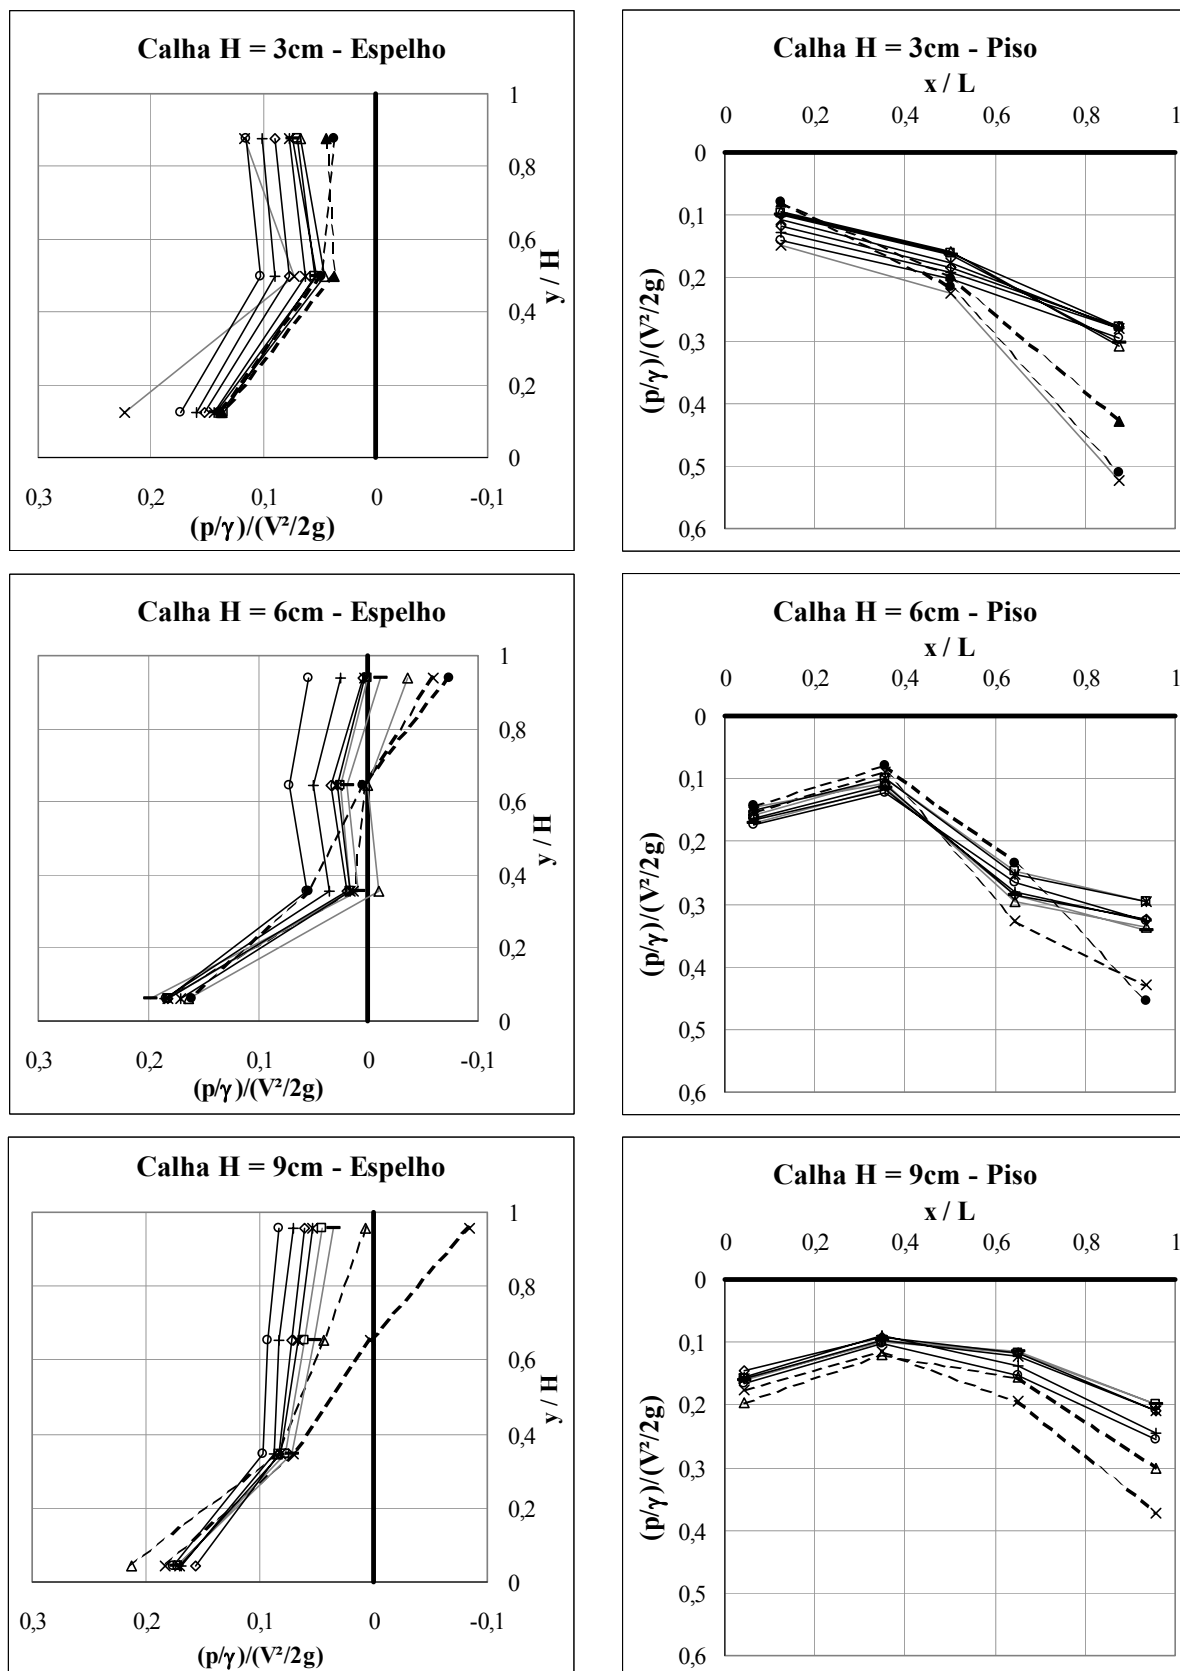 Calha H = 3cm - Espelho
1
0,8
0,6
0,4
0,2
0
y / H
0,3 0,2 0,1 0 -0,1
(p/γ)/(V²/2g)
Calha H = 3cm - Piso
x / L
0 0,2 0,4 0,6 0,8 1
0
0,1
0,2
0,3
0,4
0,5
0,6
(p/γ)/(V²/2g)
Calha H = 6cm - Espelho
1
0,8
0,6
0,4
0,2
0
y / H
0,3 0,2 0,1 0 -0,1
(p/γ)/(V²/2g)
Calha H = 6cm - Piso
x / L
0 0,2 0,4 0,6 0,8 1
0
0,1
0,2
0,3
0,4
0,5
0,6
(p/γ)/(V²/2g)
Calha H = 9cm - Espelho
1
0,8
0,6
0,4
0,2
0
y / H
0,3 0,2 0,1 0 -0,1
(p/γ)/(V²/2g)
Calha H = 9cm - Piso
x / L
0 0,2 0,4 0,6 0,8 1
0
0,1
0,2
0,3
0,4
0,5
0,6
(p/γ)/(V²/2g)